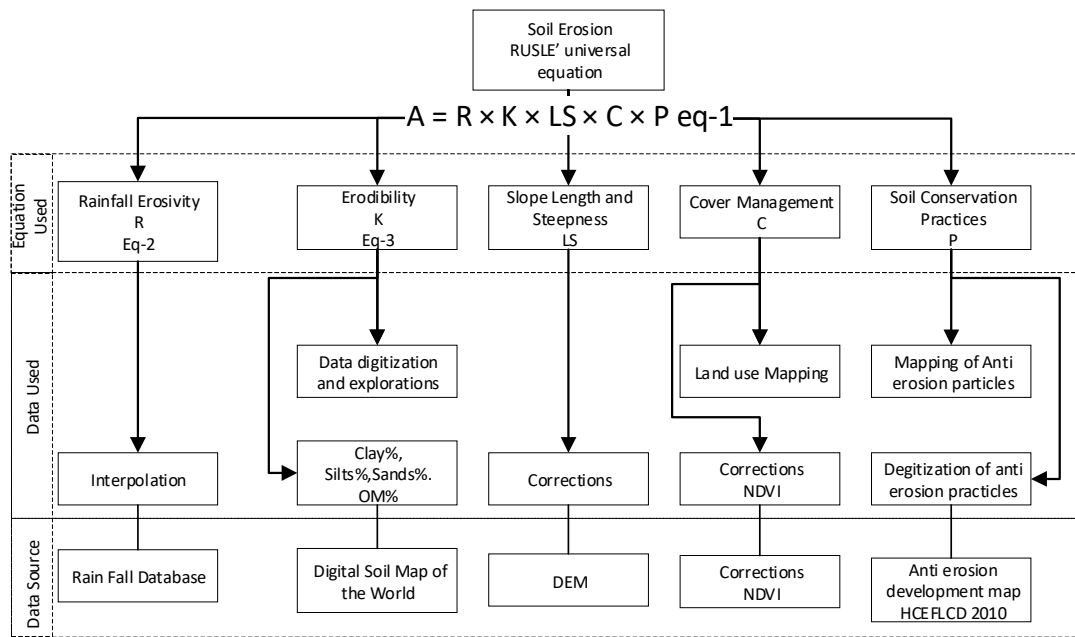 Soil Erosion
RUSLE’ universal
equation
A = R × K × LS × C × P eq-1
Equation
Used
Rainfall Erosivity
R
Eq-2
Erodibility
K
Eq-3
Slope Length and
Steepness
LS
Cover Management
C
Soil Conservation
Practices
P
Data Used
Data digitization
and explorations
Land use Mapping
Mapping of Anti
erosion particles
Interpolation
Clay%,
Silts%,Sands%.
OM%
Corrections
Corrections
NDVI
Degitization of anti
erosion practicles
Data Source
Rain Fall Database
Digital Soil Map of
the World
DEM
Corrections
NDVI
Anti erosion
development map
HCEFLCD 2010